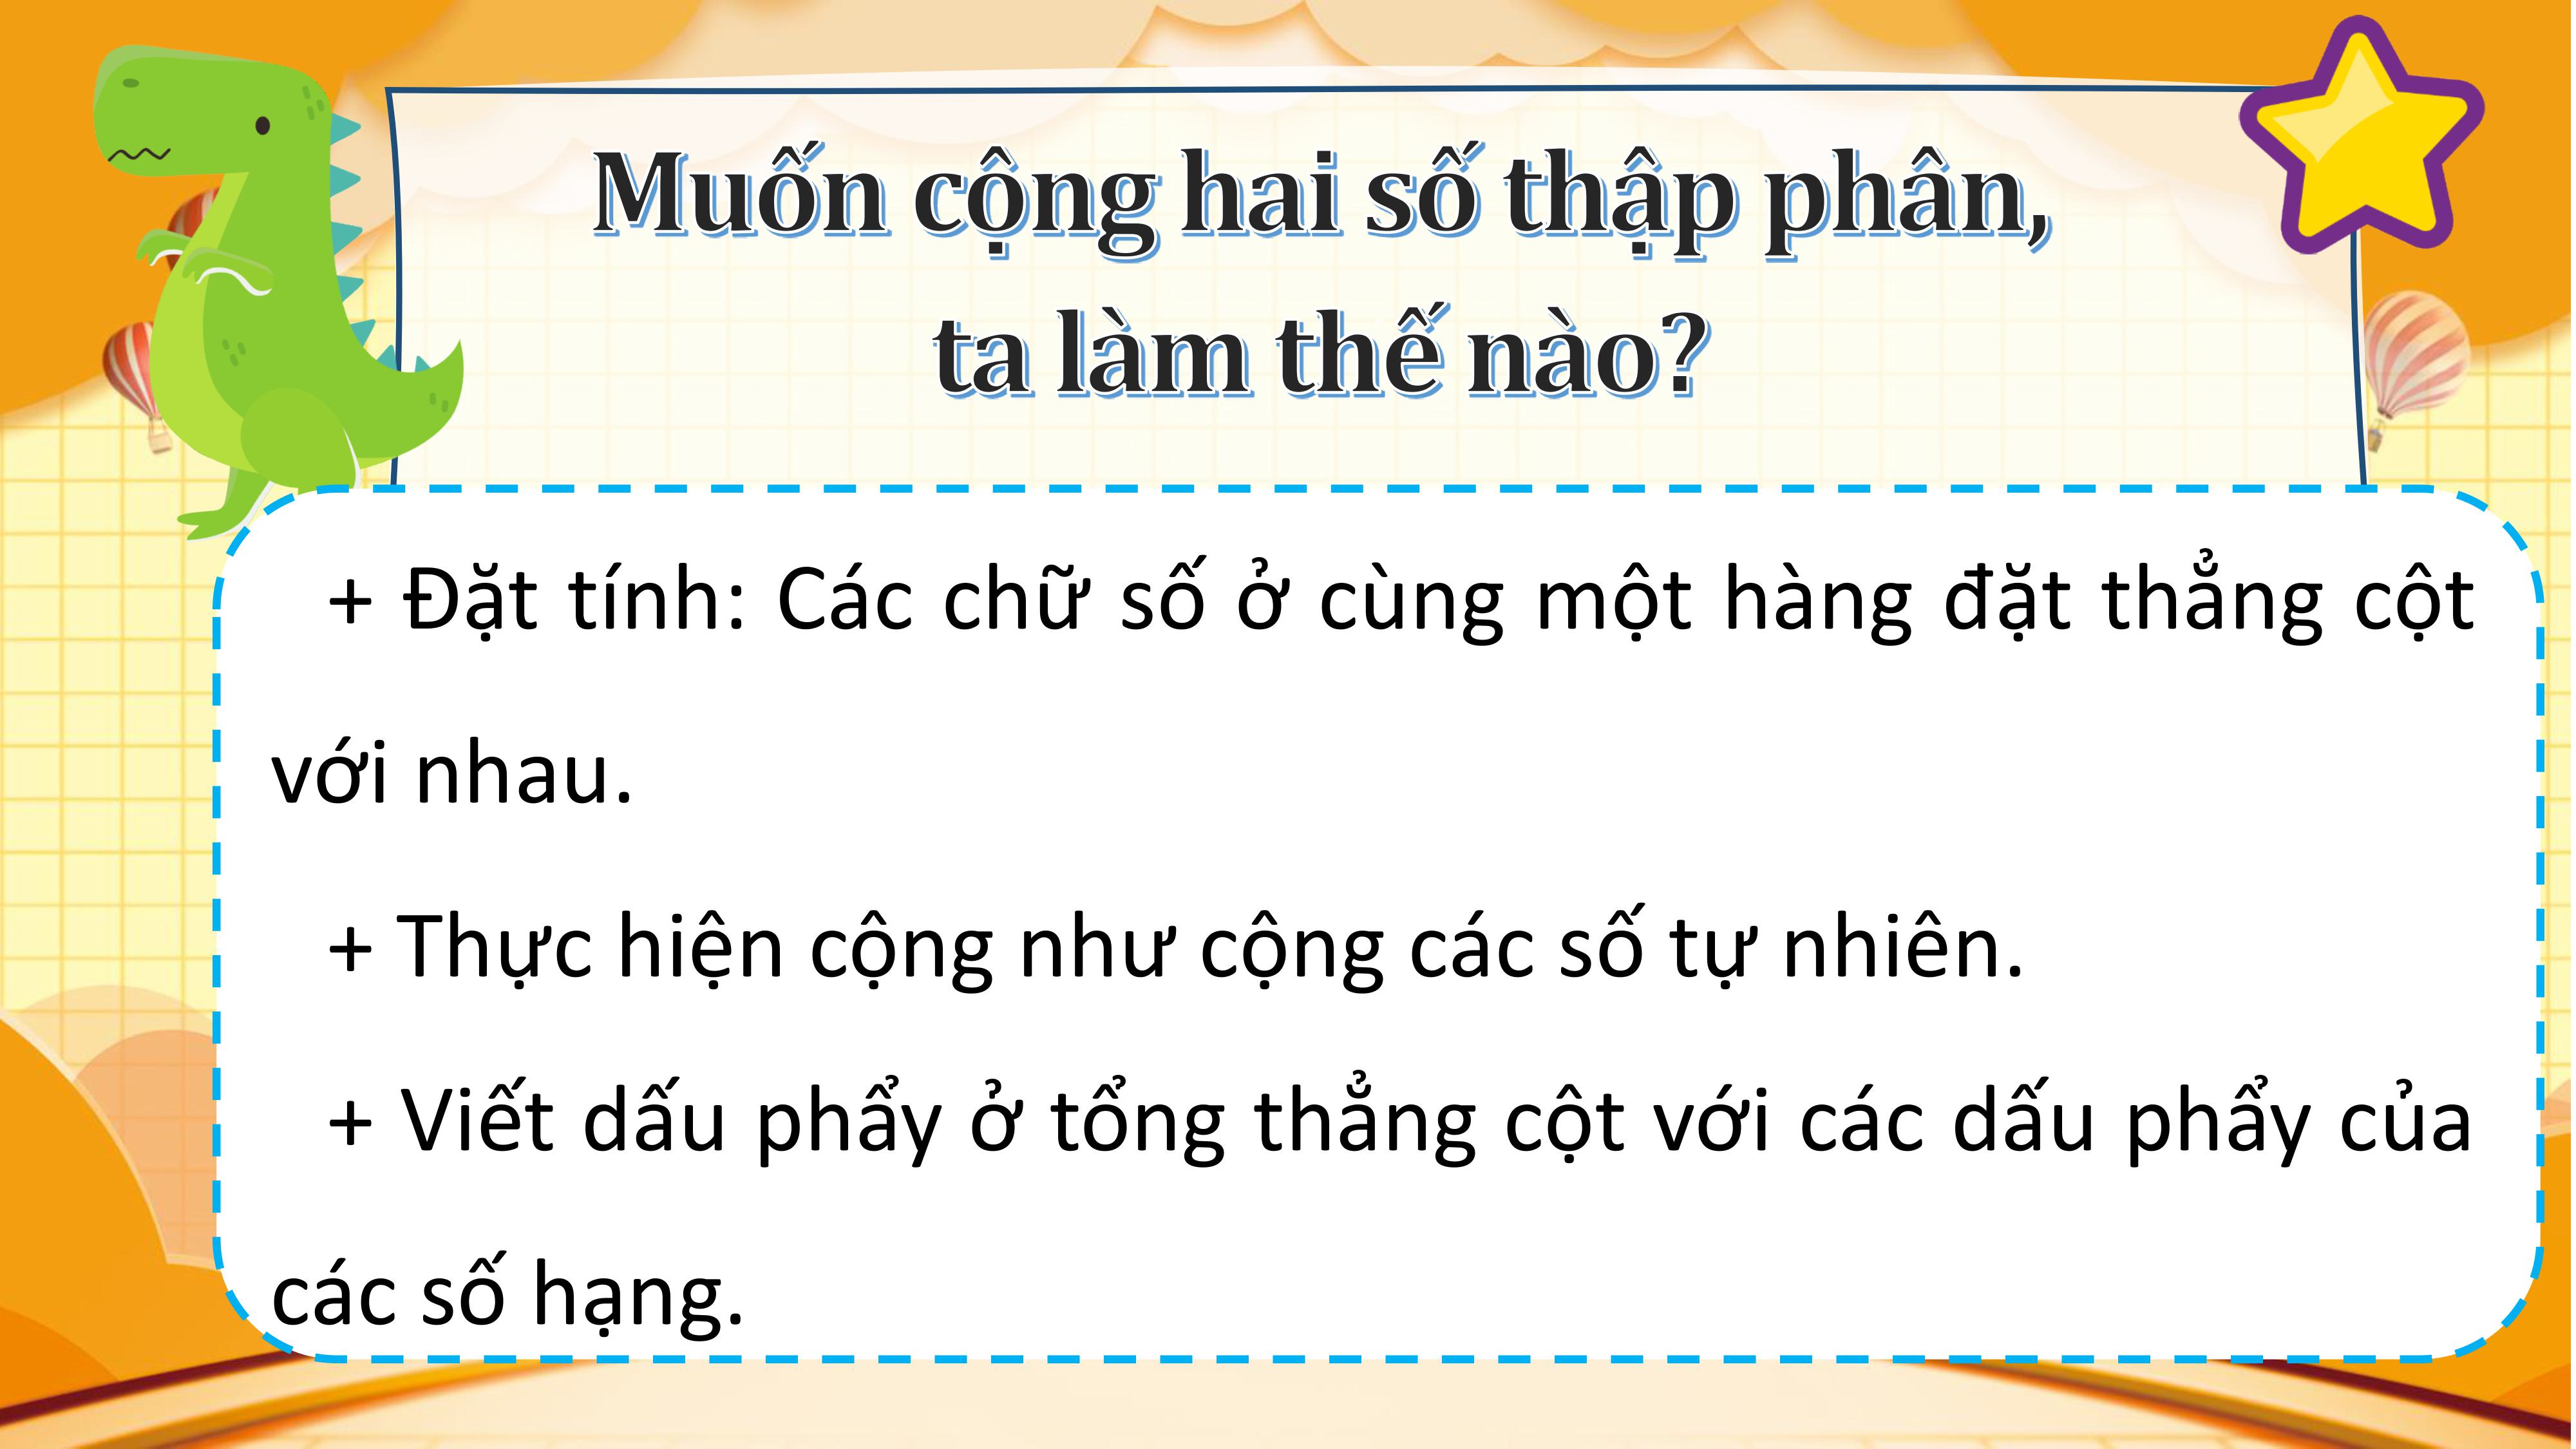 Muốn cộng hai số thập phân,
ta làm thế nào?
+ Đặt tính: Các chữ số ở cùng một hàng đặt thẳng cột
với nhau.
+ Thực hiện cộng như cộng các số tự nhiên.
+ Viết dấu phẩy ở tổng thẳng cột với các dấu phẩy của
các số hạng.